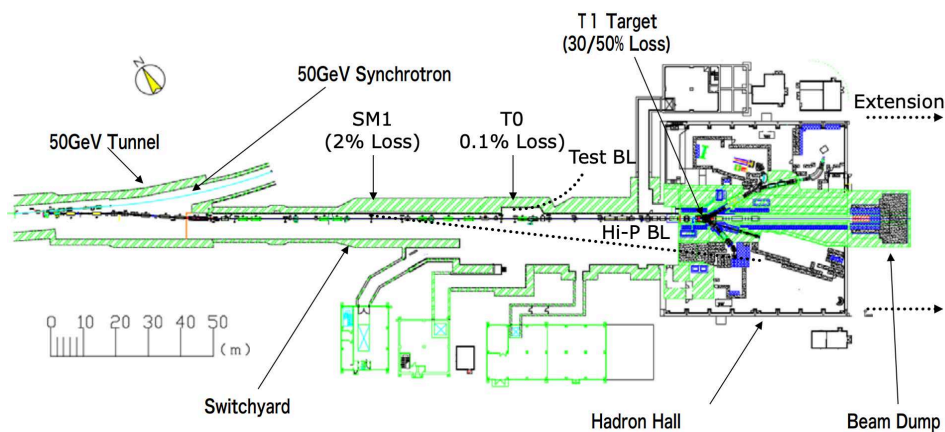 T1 Target
(30/50% Loss)
N
50GeV Synchrotron
Extension
SM1
(2% Loss)
T0
0.1% Loss)
50GeV Tunnel
Test BL
Hi-P BL
0 10 20 30 40 50
(m)
Switchyard
Hadron Hall
Beam Dump